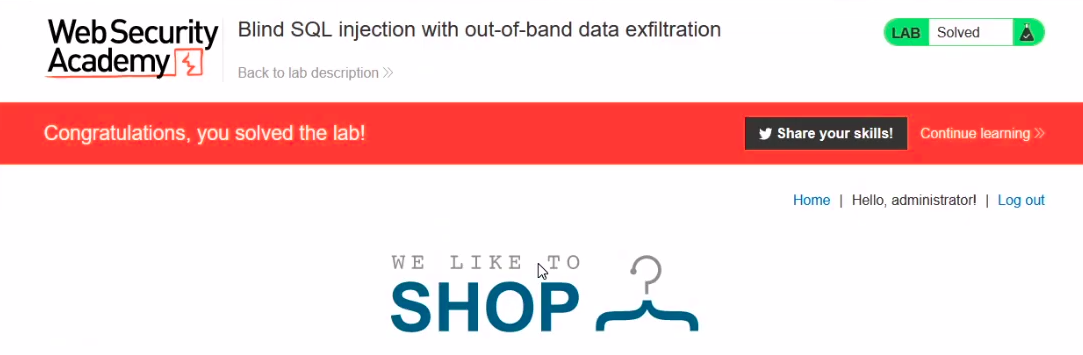 Web Security
Academy
Blind SQL injection with out-of-band data exfiltration
Back to lab description
LAB Solved
Congratulations, you solved the lab!
Share your skills! Continue learning
Home | Hello, administrator! | Log out
WE LIKE TO
SHOP